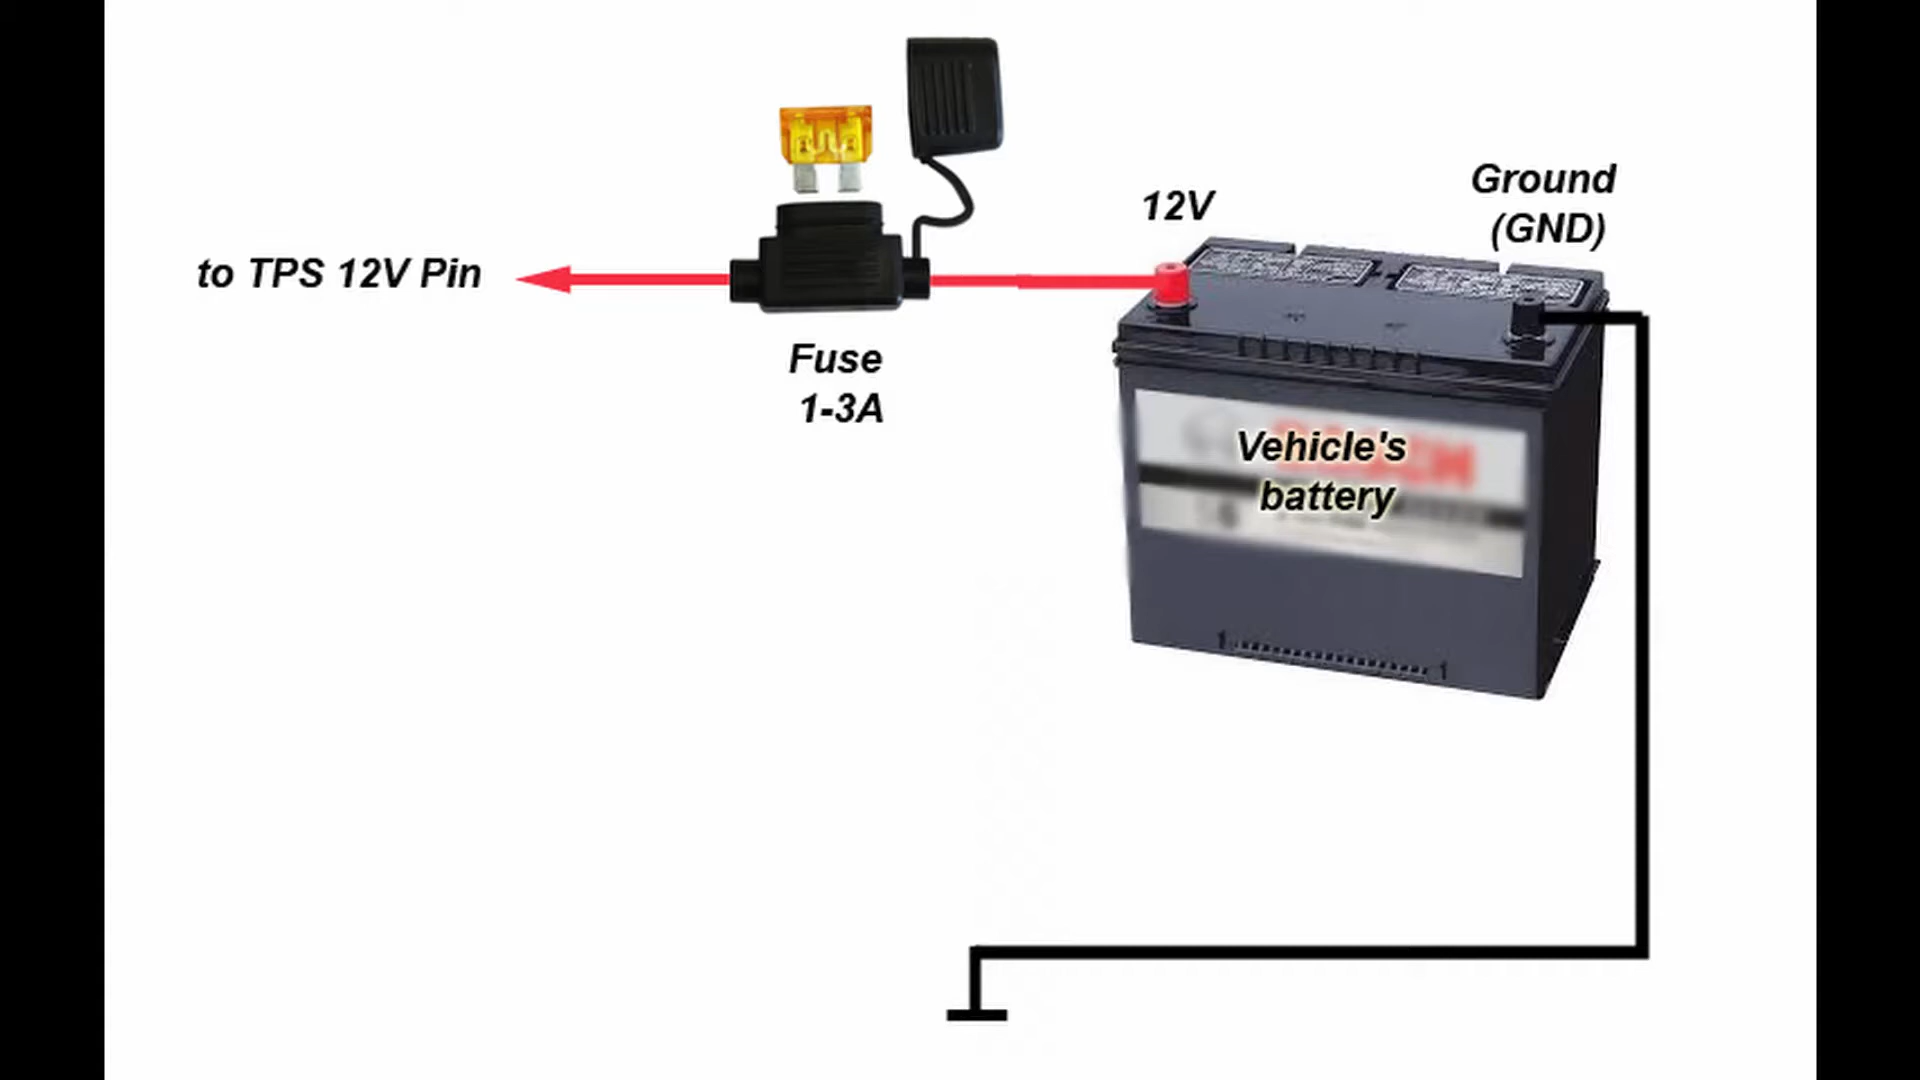 to TPS 12V Pin
Fuse
1-3A
12V
Ground
(GND)
Vehicle's
battery